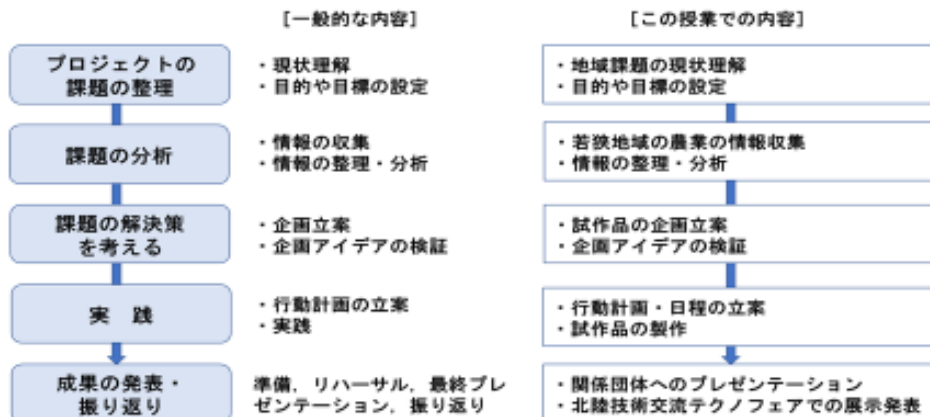 [一般的な内容]
[この授業での内容]
プロジェクトの
課題の整理
・現状理解
・目的や目標の設定
・地域課題の現状理解
・目的や目標の設定
課題の分析
・情報の収集
・情報の整理・分析
・若狭地域の農業の情報収集
・情報の整理・分析
課題の解決策
を考える
・企画立案
・企画アイデアの検証
・試作品の企画立案
・企画アイデアの検証
実　践
・行動計画の立案
・実践
・行動計画・日程の立案
・試作品の製作
成果の発表・
振り返り
準備，リハーサル，最終プレ
ゼンテーション，振り返り
・関係団体へのプレゼンテーション
・北陸技術交流テクノフェアでの展示発表